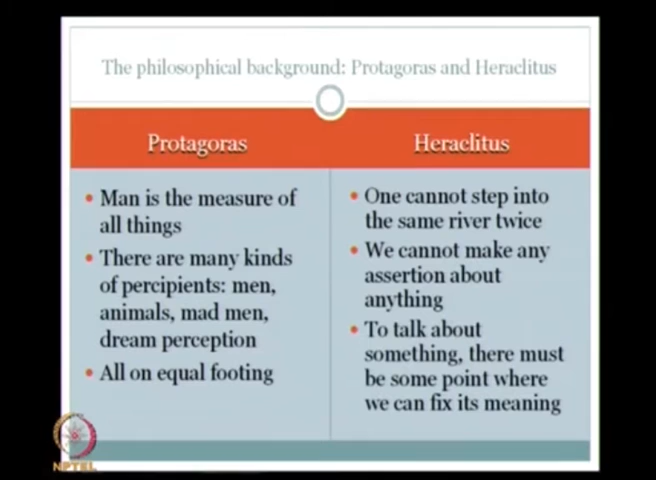 The philosophical background: Protagoras and Heraclitus
Protagoras
Man is the measure of
all things
There are many kinds
of percipients: men,
animals, mad men,
dream perception
All on equal footing
Heraclitus
One cannot step into
the same river twice
We cannot make any
assertion about
anything
To talk about
something, there must
be some point where
we can fix its meaning
NPTEL